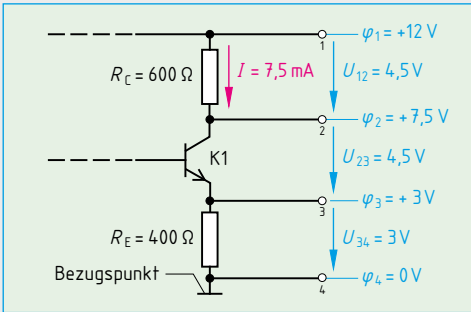 φ₁ = +12 V
1
R_C = 600 Ω
I = 7,5 mA
U₁₂ = 4,5 V
φ₂ = +7,5 V
2
K1
U₂₃ = 4,5 V
φ₃ = + 3 V
3
R_E = 400 Ω
U₃₄ = 3 V
Bezugspunkt
φ₄ = 0 V
4